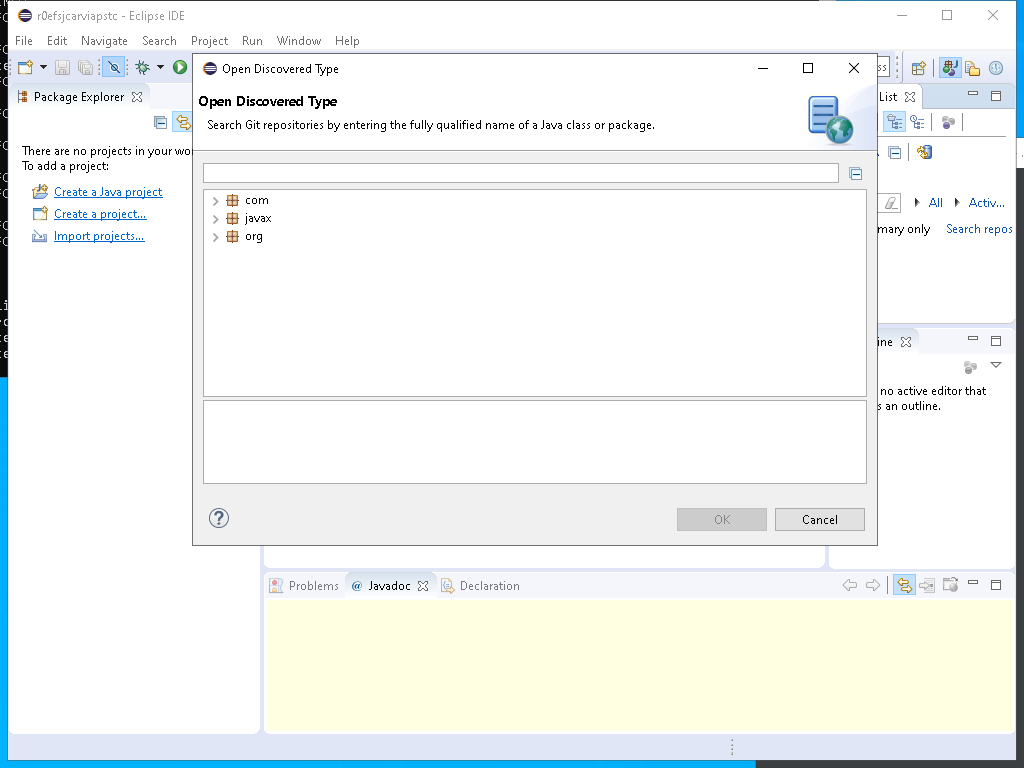 r0efsjcarviapstc - Eclipse IDE
File Edit Navigate Search Project Run Window Help
Open Discovered Type
Package Explorer
List
Open Discovered Type
Search Git repositories by entering the fully qualified name of a Java class or package.
There are no projects in your
To add a project:
Create a Java project
Create a project...
Import projects...
com
javax
org
All
Activ...
only
Search repos
no active editor that
an outline.
OK
Cancel
Problems
@ Javadoc
Declaration